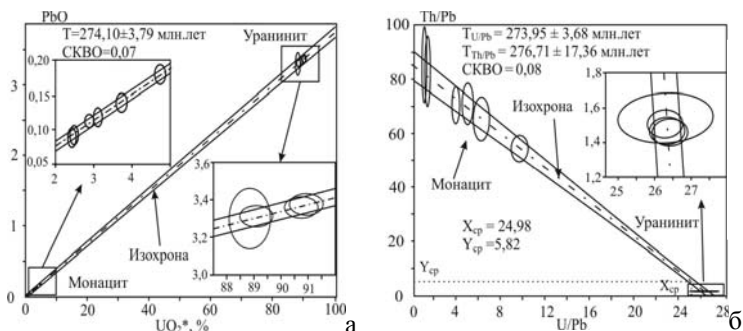 PbO
T=274,10±3,79 млн.лет
СКВО=0,07
Уранинит
0,20
0,15
0,10
0,05
2
3
4
3
2
1
0
3,6
3,4
3,2
3,0
88 89 90 91
Изохрона
Монацит
0 20 40 60 80 100
UO₂*, %
а
Th/Pb
100
80
60
40
20
0
T U/Pb = 273,95 ± 3,68 млн.лет
T Th/Pb = 276,71 ± 17,36 млн.лет
СКВО = 0,08
Изохрона
Монацит
1,8
1,6
1,4
1,2
25 26 27
Уранинит
Xср = 24,98
Yср = 5,82
Yср
Xср
0 4 8 12 16 20 24 28
U/Pb
б